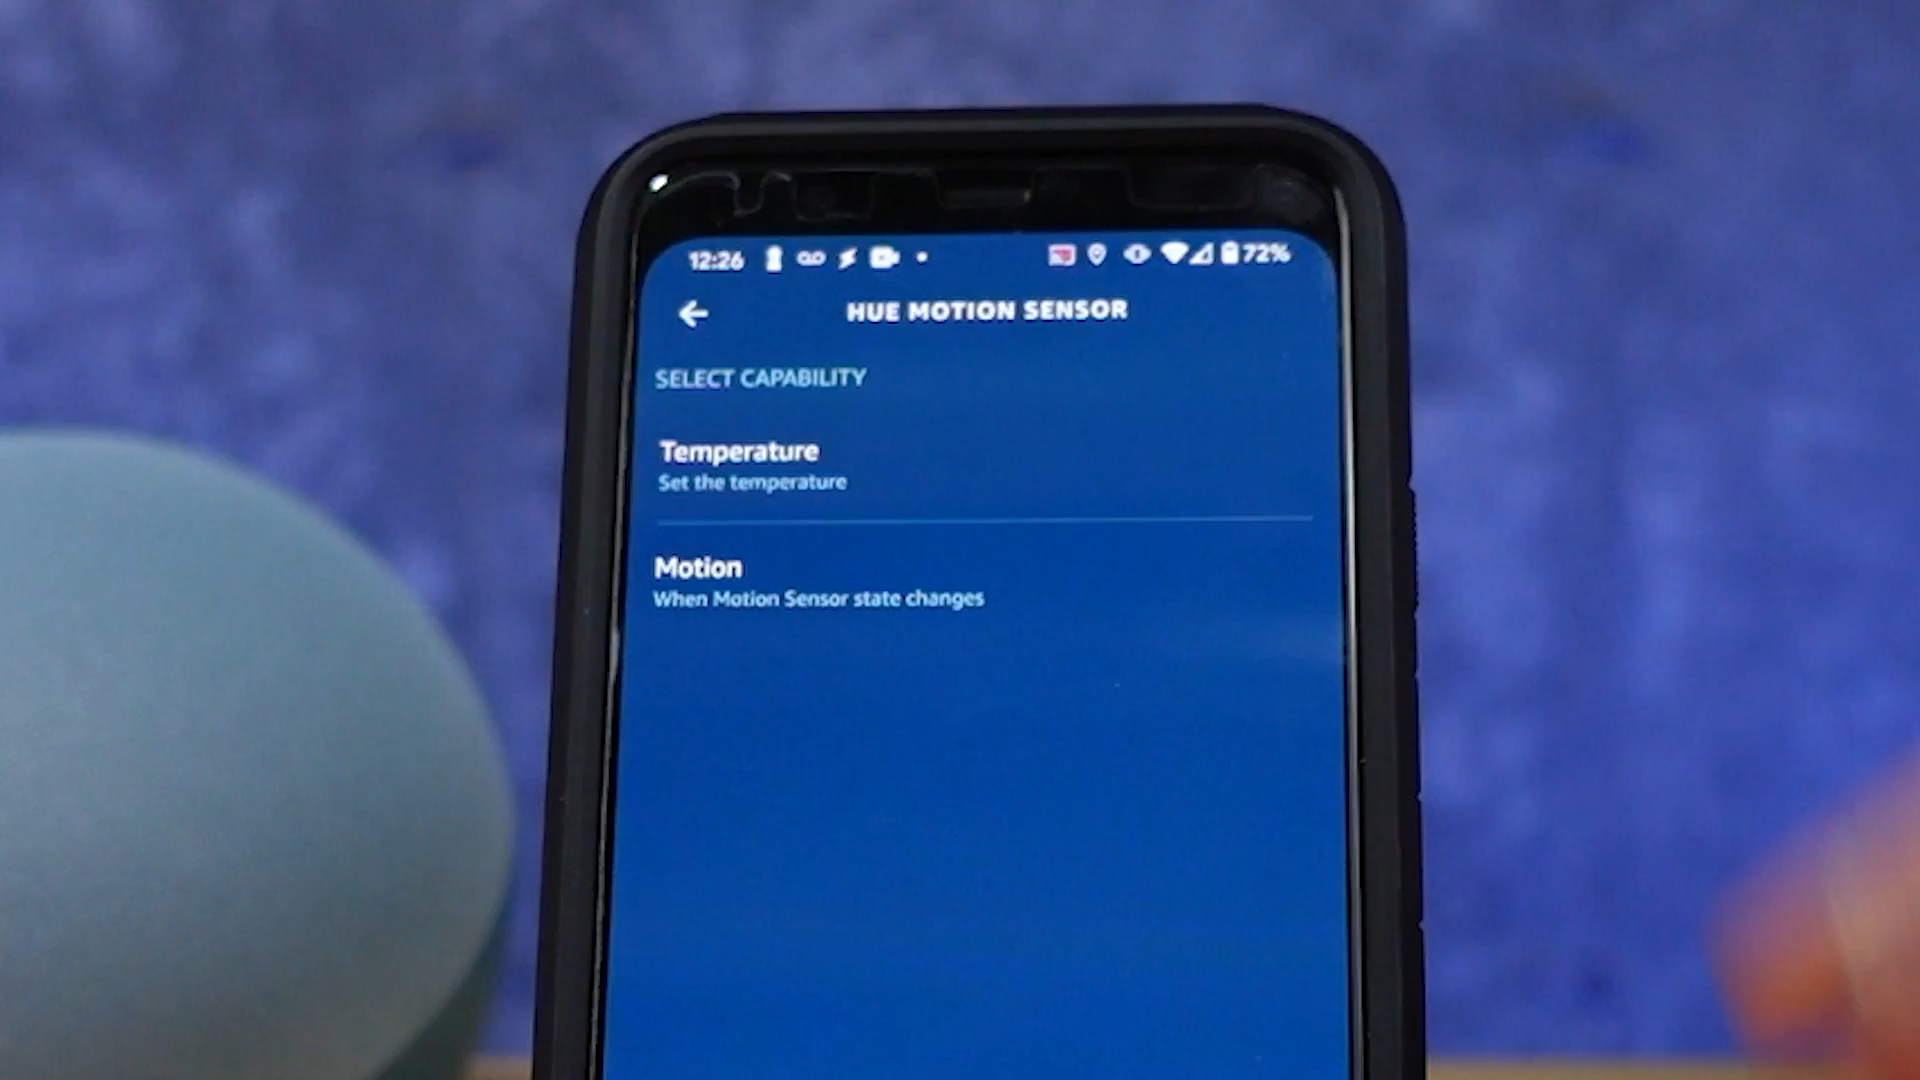 12:26 72%
HUE MOTION SENSOR
SELECT CAPABILITY
Temperature
Set the temperature
Motion
When Motion Sensor state changes